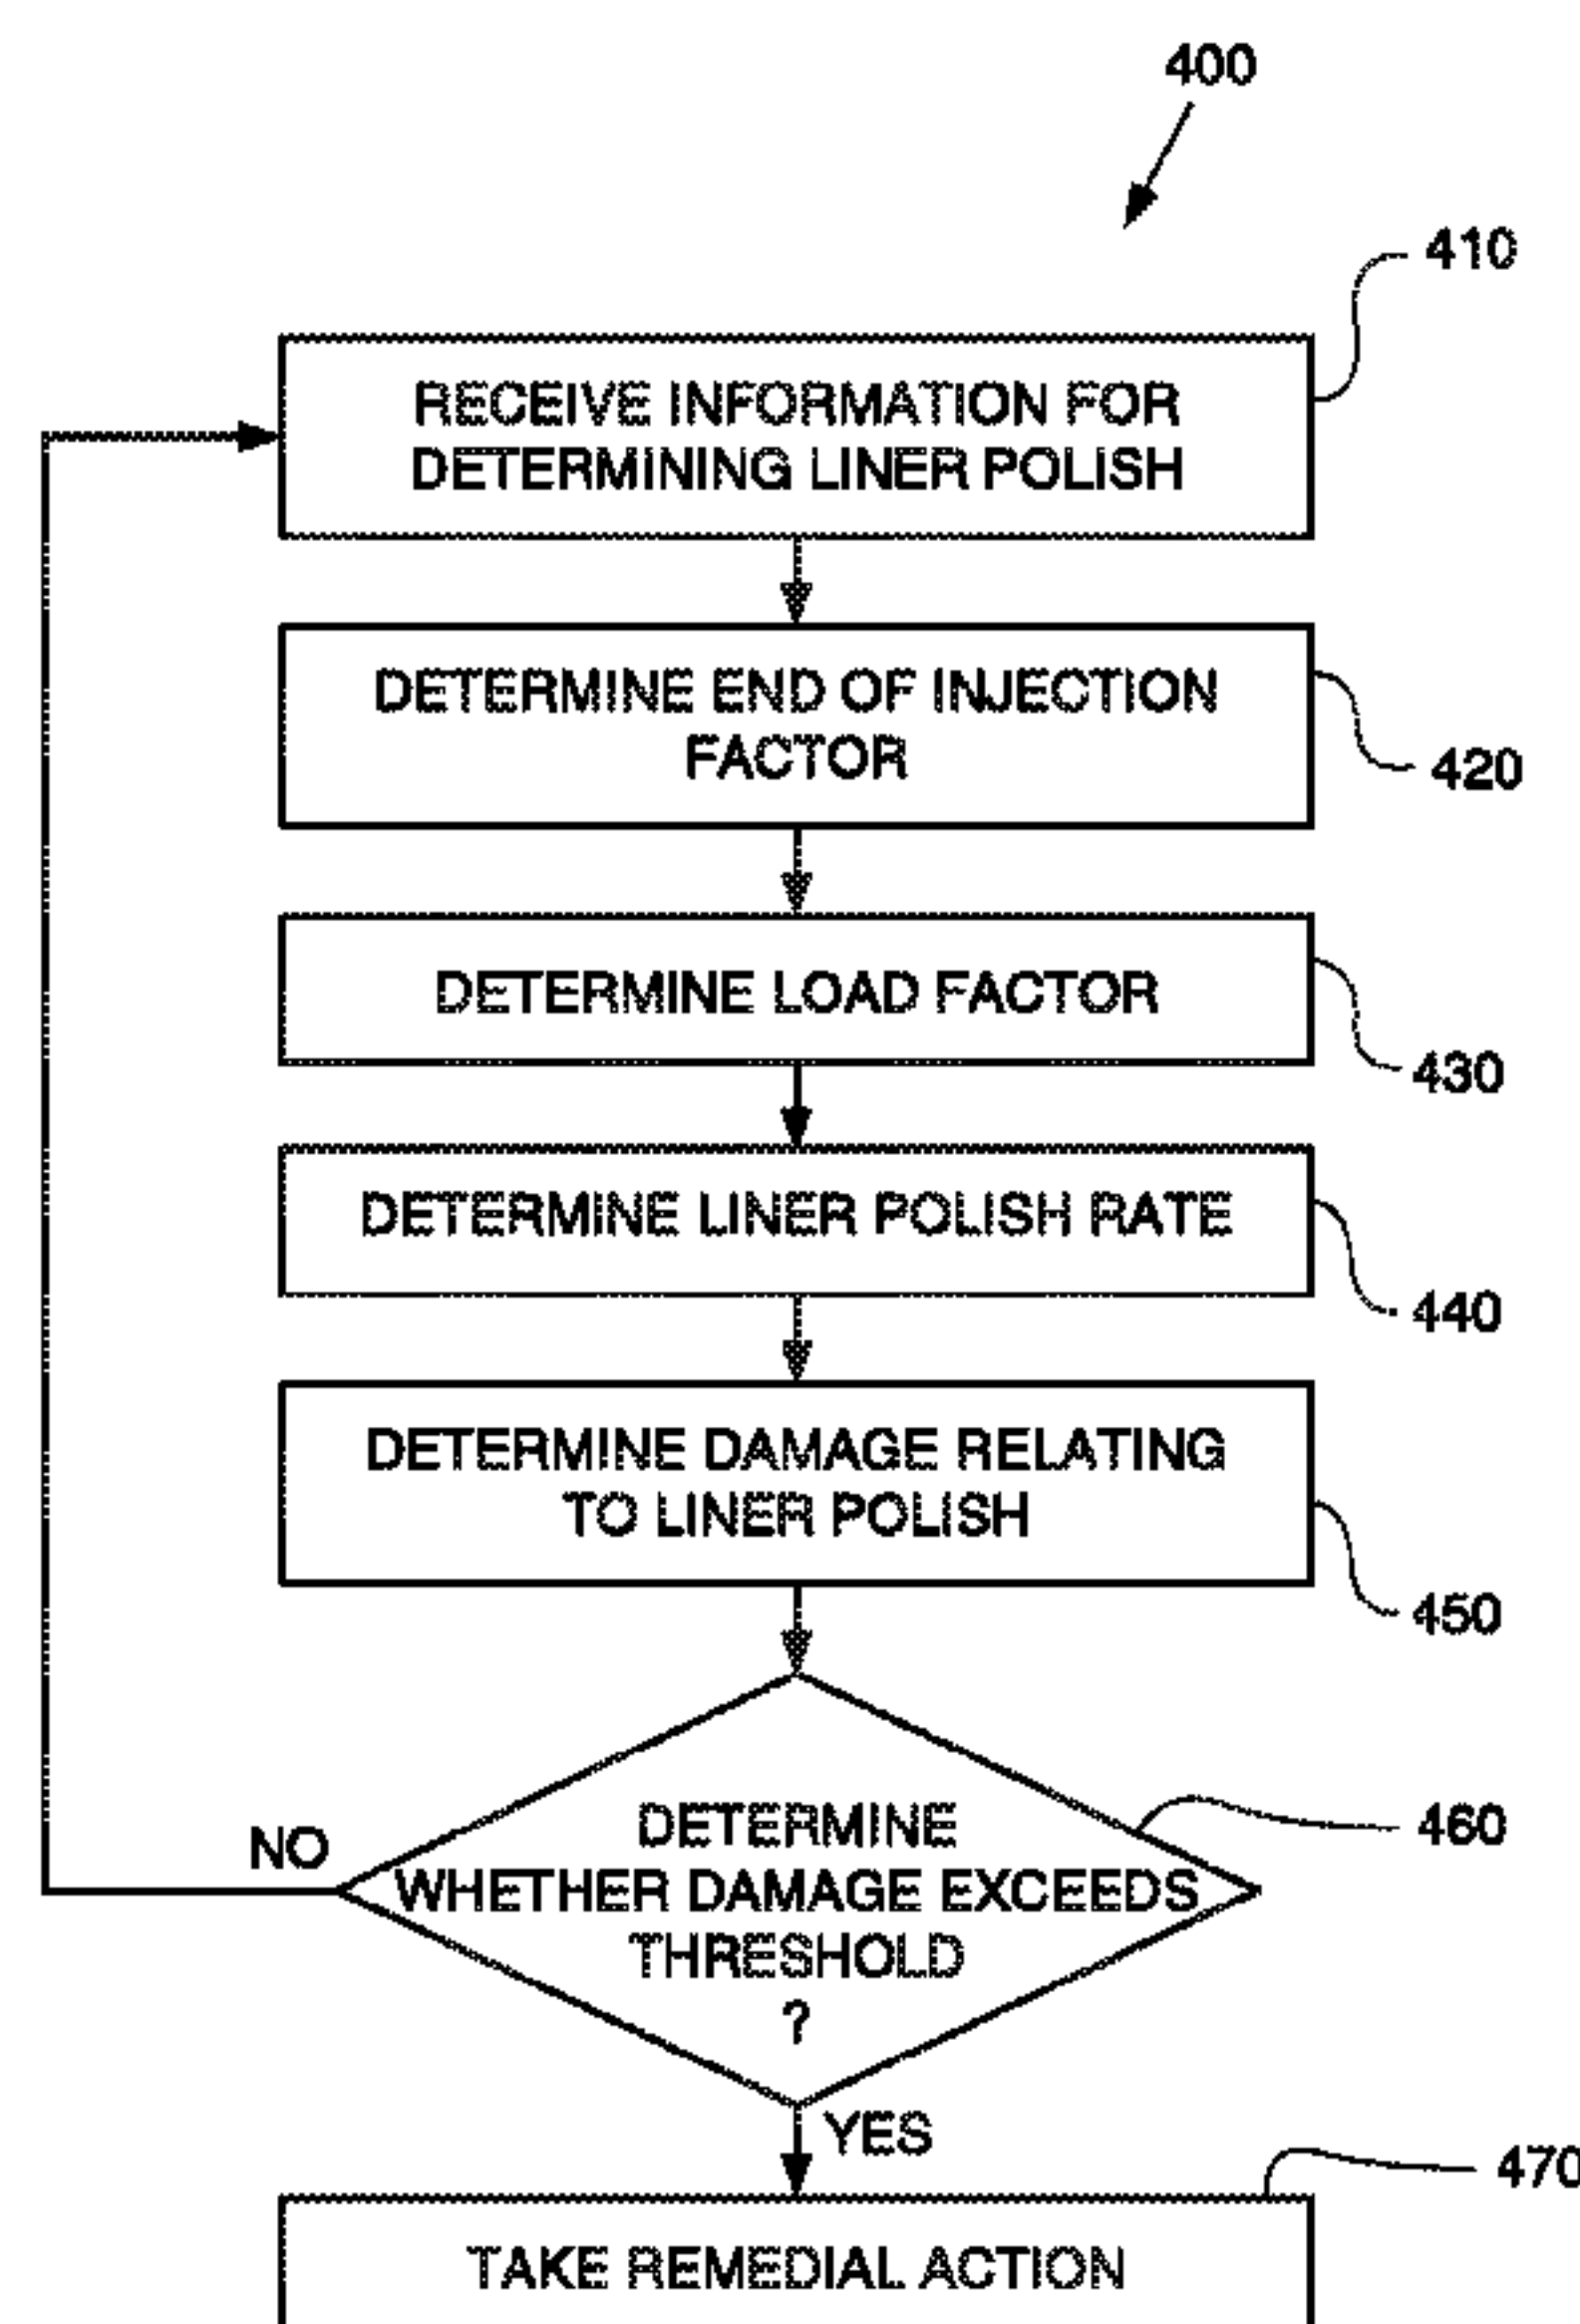 400
410
RECEIVE INFORMATION FOR
DETERMINING LINER POLISH
DETERMINE END OF INJECTION
FACTOR
420
DETERMINE LOAD FACTOR
430
DETERMINE LINER POLISH RATE
440
DETERMINE DAMAGE RELATING
TO LINER POLISH
450
460
NO
DETERMINE
WHETHER DAMAGE EXCEEDS
THRESHOLD
?
YES
470
TAKE REMEDIAL ACTION